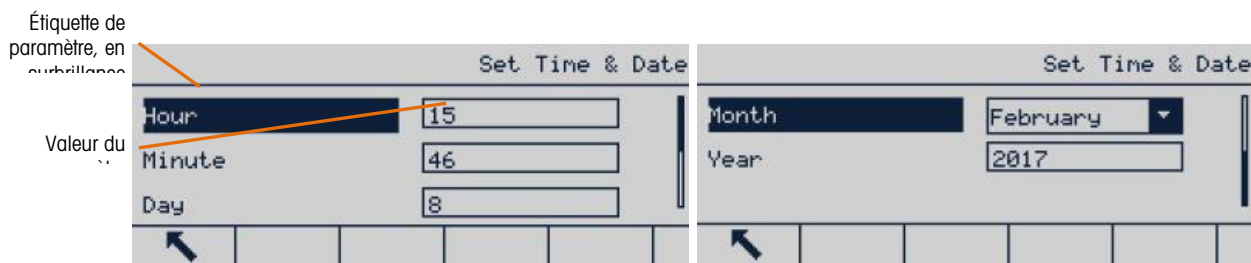 Étiquette de
paramètre, en
surbrillance
Valeur du
Set Time & Date
Hour
15
Minute
46
Day
8
Set Time & Date
Month
February
Year
2017